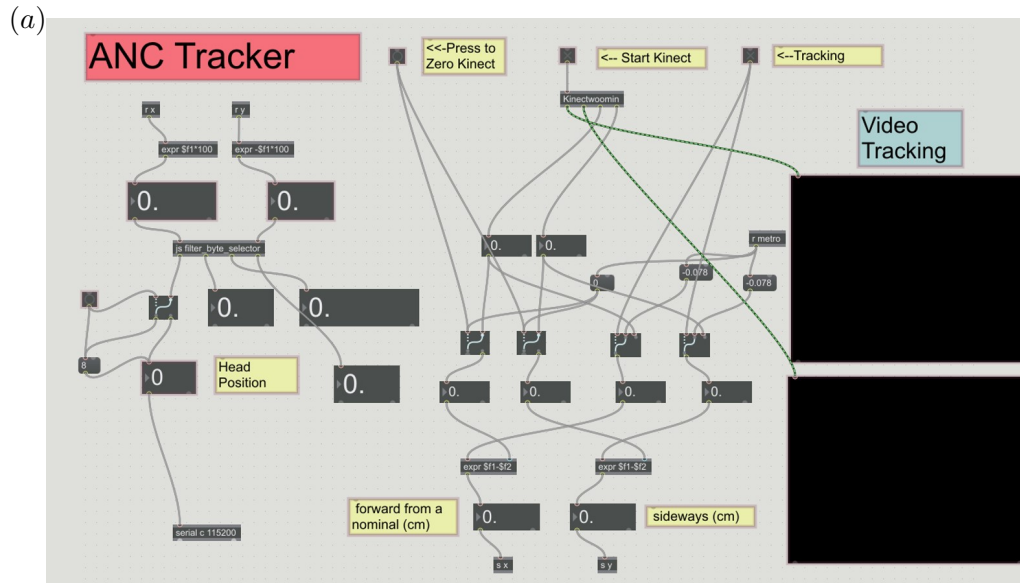 (a)
ANC Tracker
<<-Press to
Zero Kinect
<-- Start Kinect
<--Tracking
r x
r y
Kinectwoomin
Video
Tracking
expr $f1*100
expr -$f1*100
0.
0.
js filter_byte_selector
0.
0.
r metro
0
-0.078
-0.078
0.
0.
8
0
Head
Position
0.
0.
0.
0.
0.
expr $f1-$f2
expr $f1-$f2
forward from a
nominal (cm)
0.
0.
sideways (cm)
serial c 115200
s x
s y